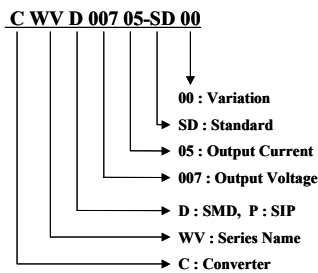 C WV D 007 05-SD 00
00 : Variation
SD : Standard
05 : Output Current
007 : Output Voltage
D : SMD, P : SIP
WV : Series Name
C : Converter